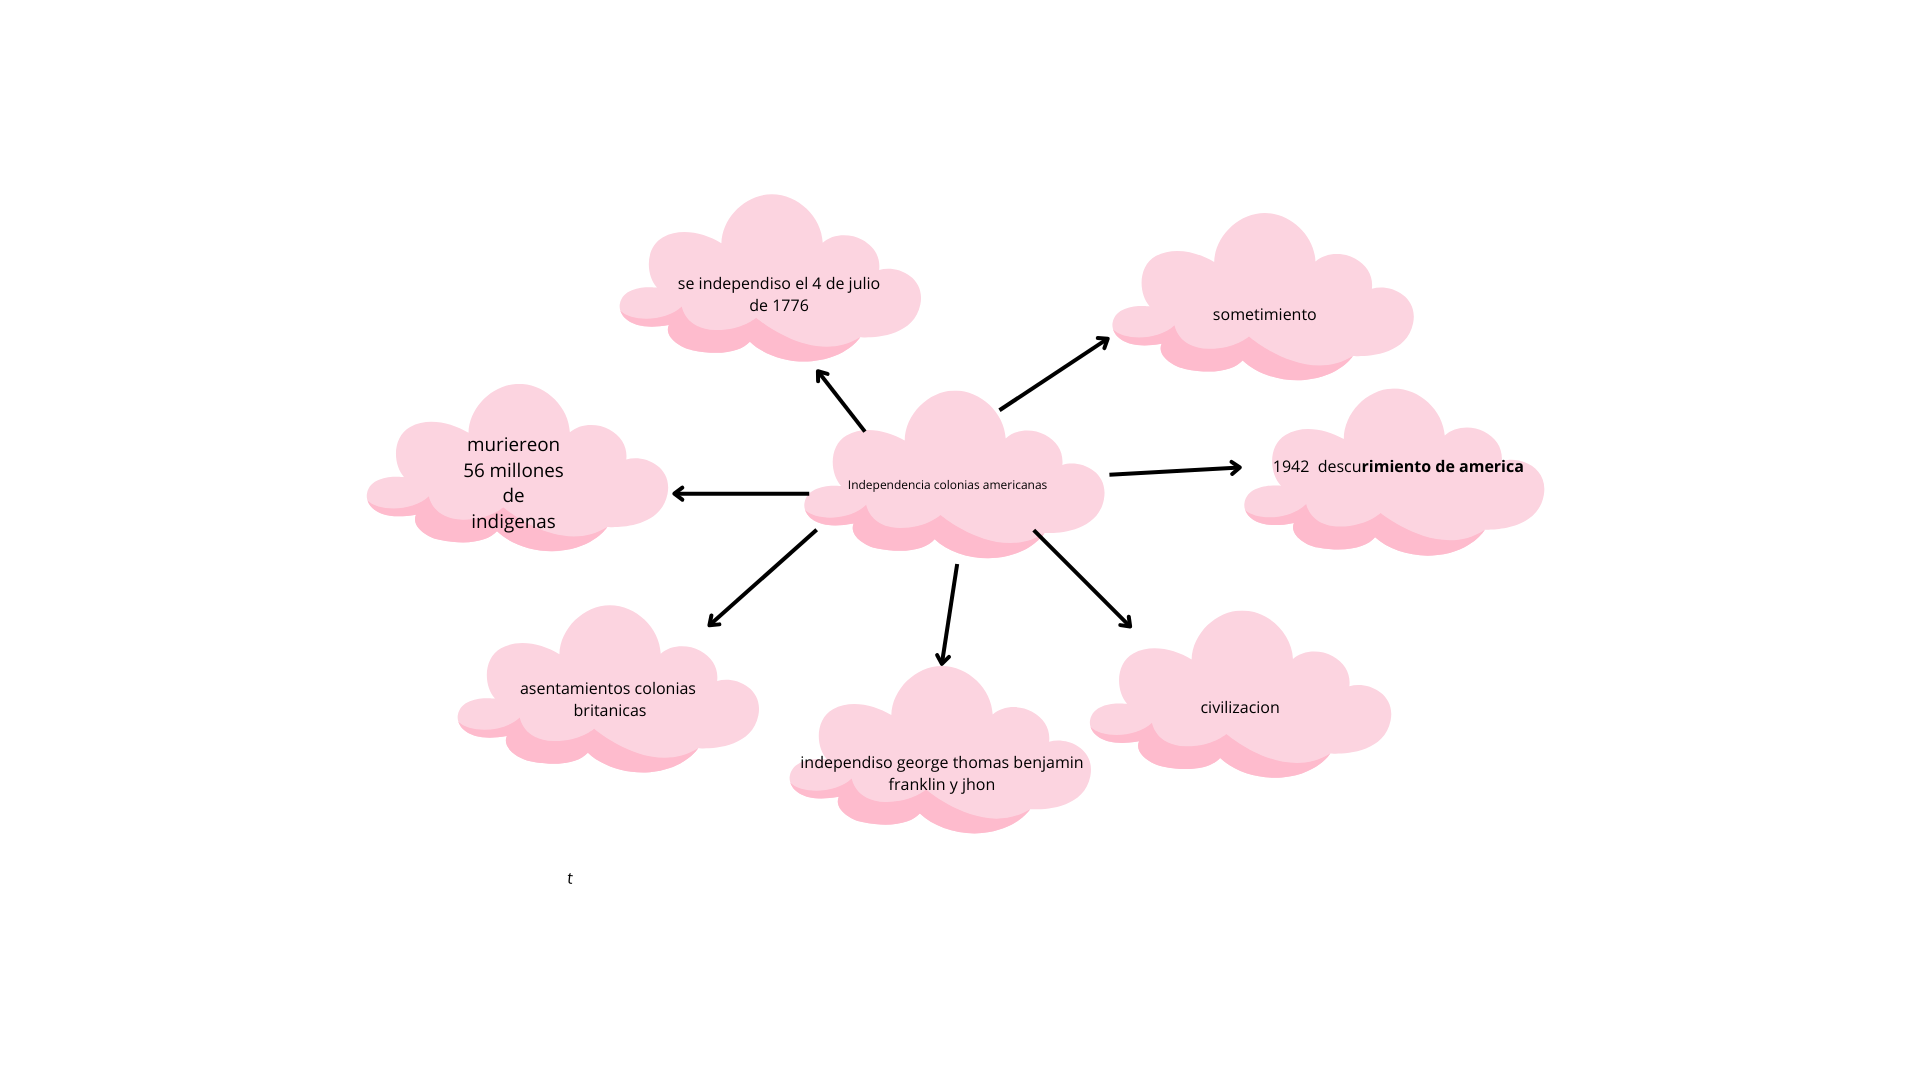 se independiso el 4 de julio
de 1776
sometimiento
muriereon
56 millones
de
indigenas
Independencia colonias americanas
1942  descurimiento de america
asentamientos colonias
britanicas
civilizacion
independiso george thomas benjamin
franklin y jhon
t